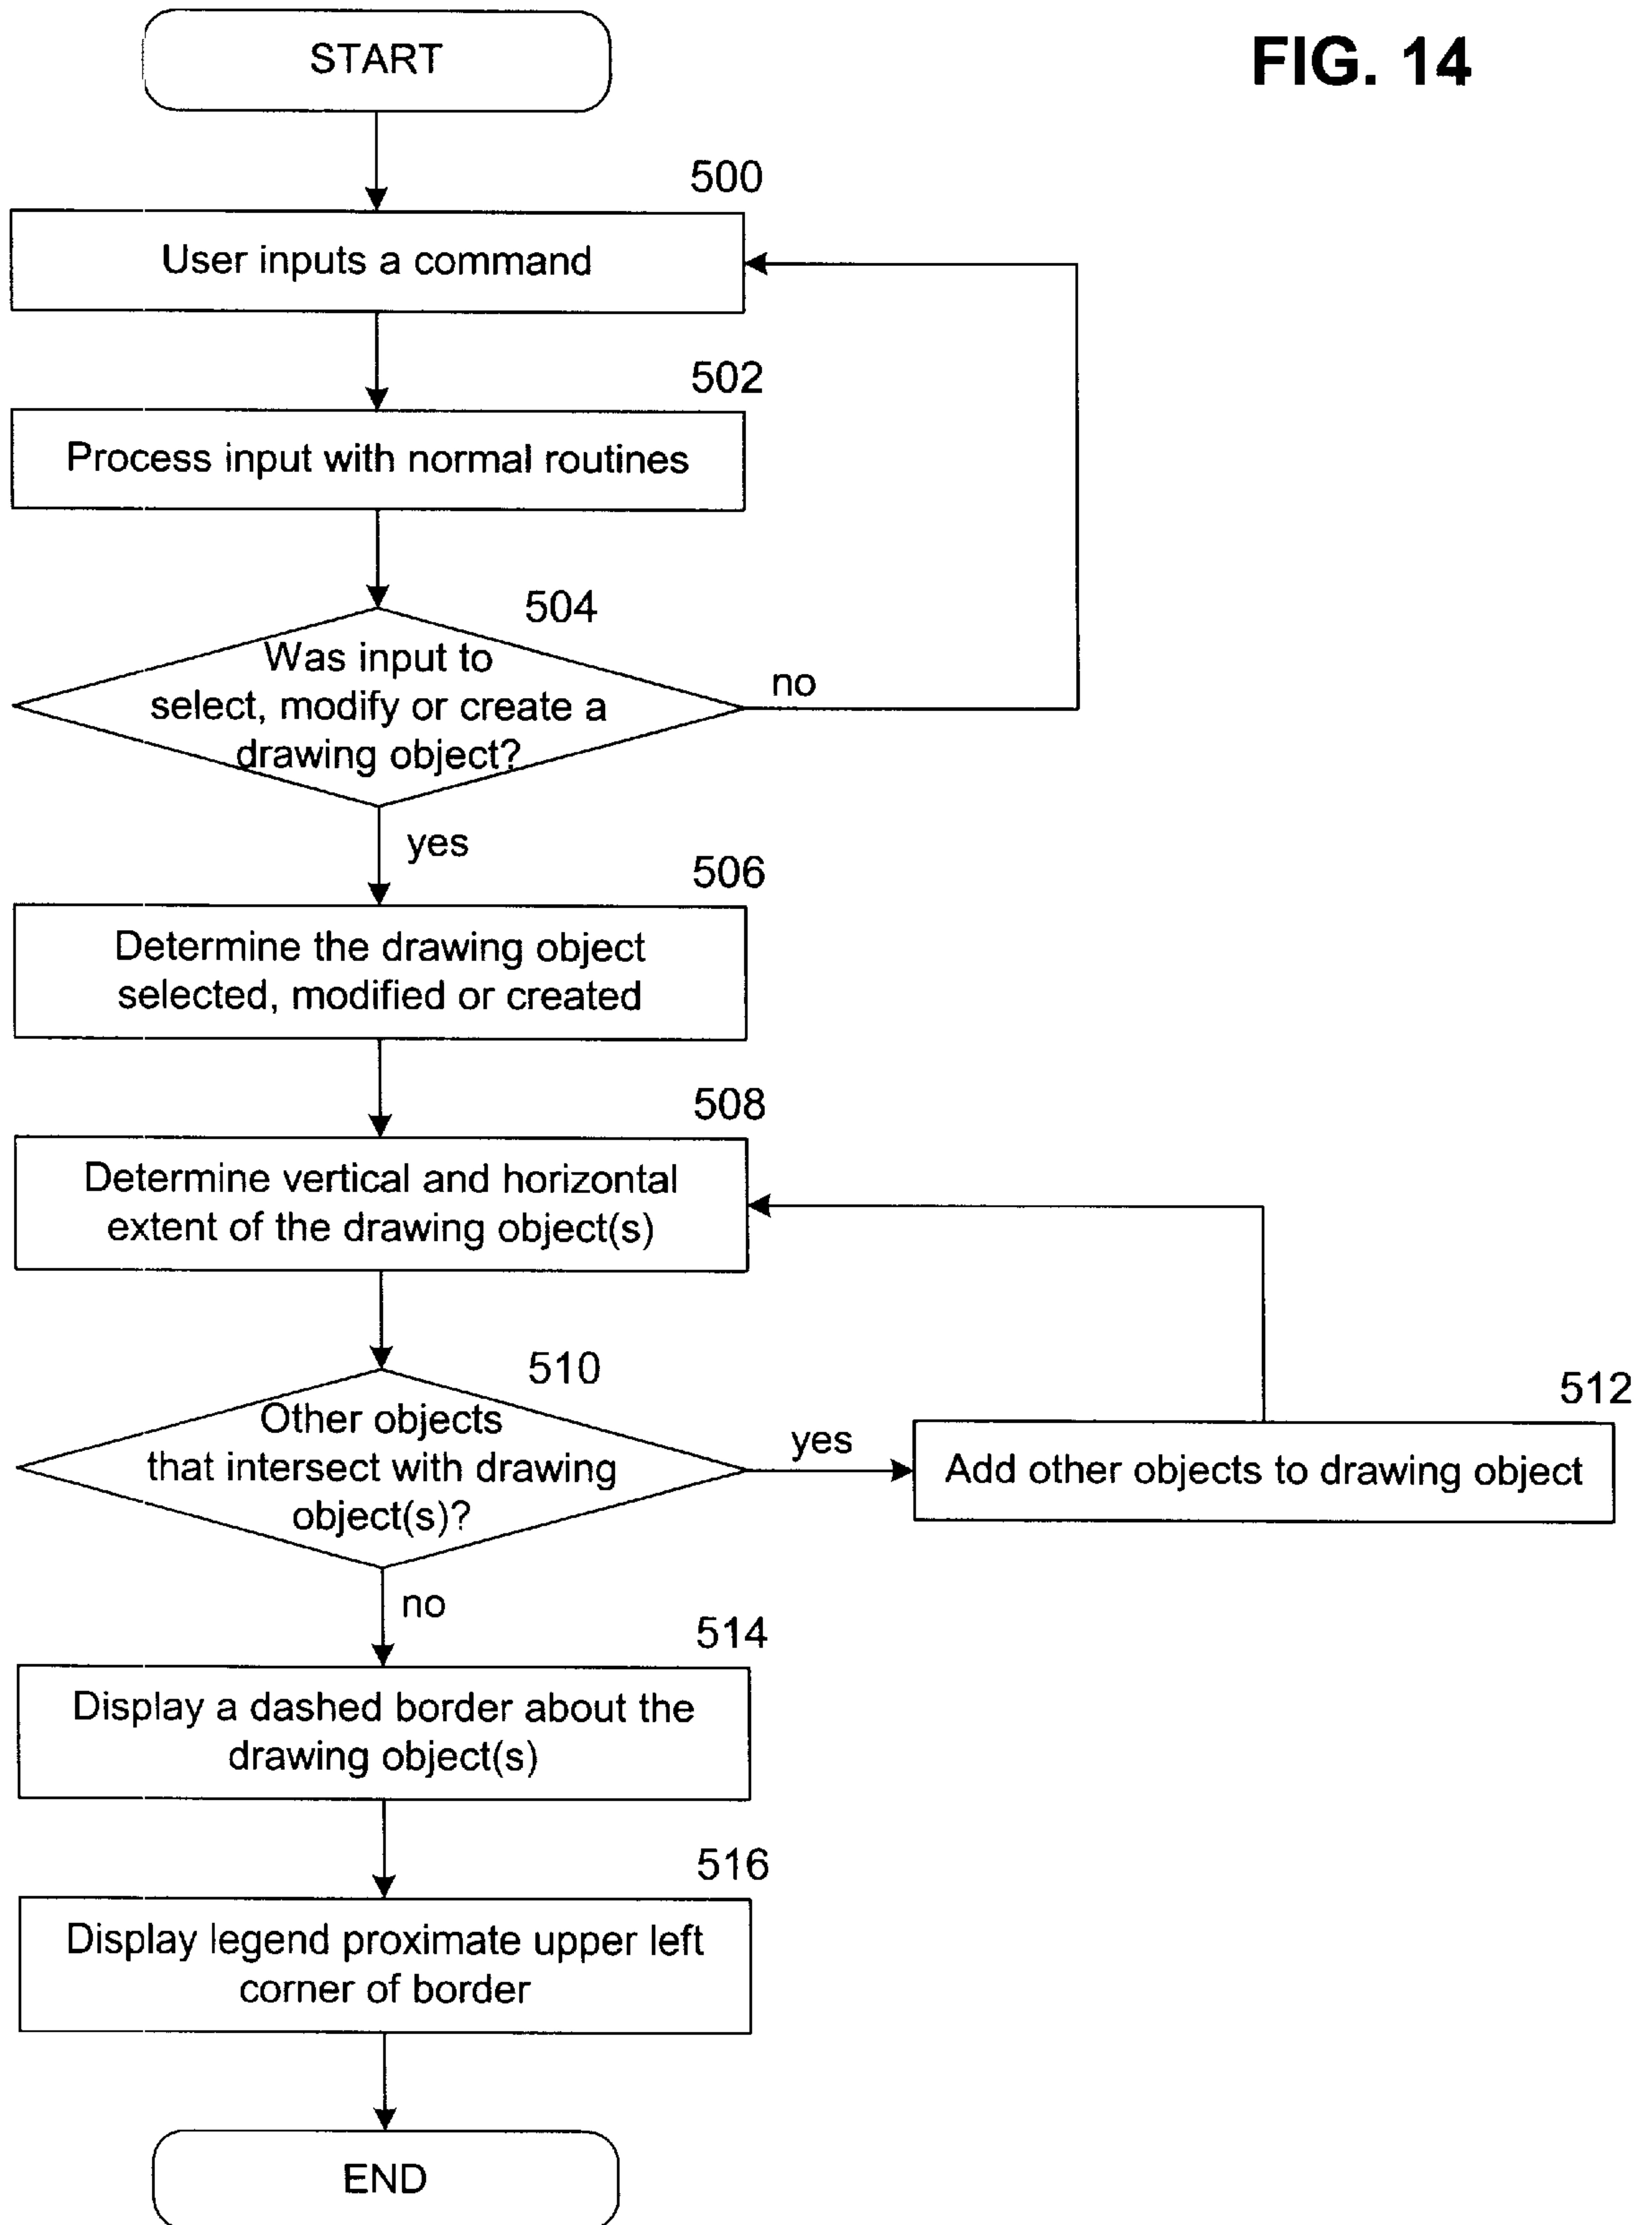 START
FIG. 14
500
User inputs a command
502
Process input with normal routines
504
Was input to
select, modify or create a
drawing object?
no
yes
506
Determine the drawing object
selected, modified or created
508
Determine vertical and horizontal
extent of the drawing object(s)
510
Other objects
that intersect with drawing
object(s)?
yes
512
Add other objects to drawing object
no
514
Display a dashed border about the
drawing object(s)
516
Display legend proximate upper left
corner of border
END